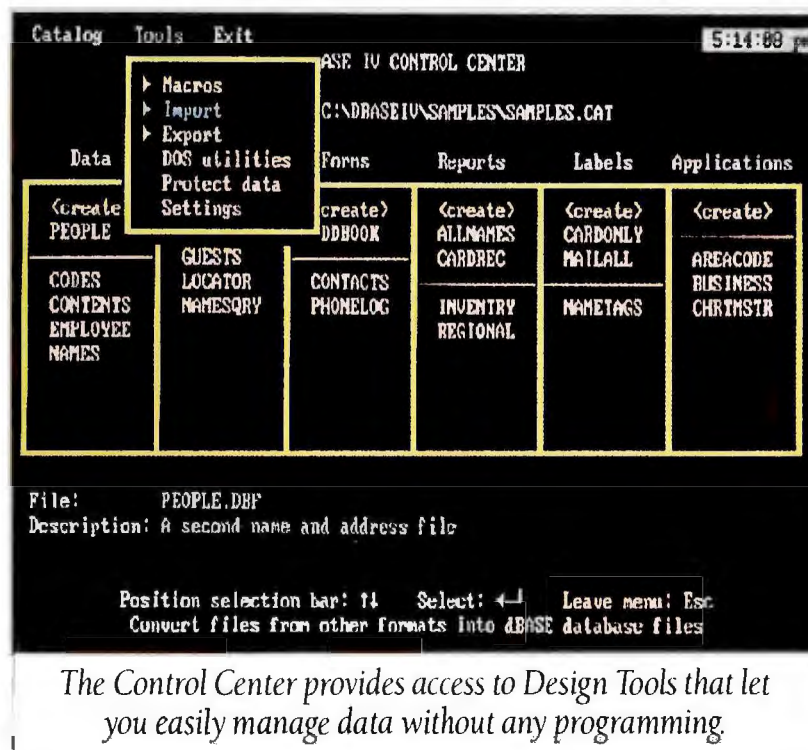 Catalog Tools Exit 5:14:08 pm
ASE IV CONTROL CENTER
Macros
Import C:\DBASEIV\SAMPLES\SAMPLES.CAT
Export
DOS utilities
Protect data
Settings
Data Forms Reports Labels Applications
<create create> <create> <create> <create>
PEOPLE DDBOOK ALLNAMES CARDONLY
CARDREC MAILALL
GUESTS AREACODE
CODES LOCATOR CONTACTS BUSINESS
CONTENTS NAMESQRY PHONELOG INVENTRY NAMETAGS CHRTMSTR
EMPLOYEE REGIONAL
NAMES
File: PEOPLE.DBF
Description: A second name and address file
Position selection bar: ↑↓ Select: ↵ Leave menu: Esc
Convert files from other formats into dBASE database files
The Control Center provides access to Design Tools that let
you easily manage data without any programming.